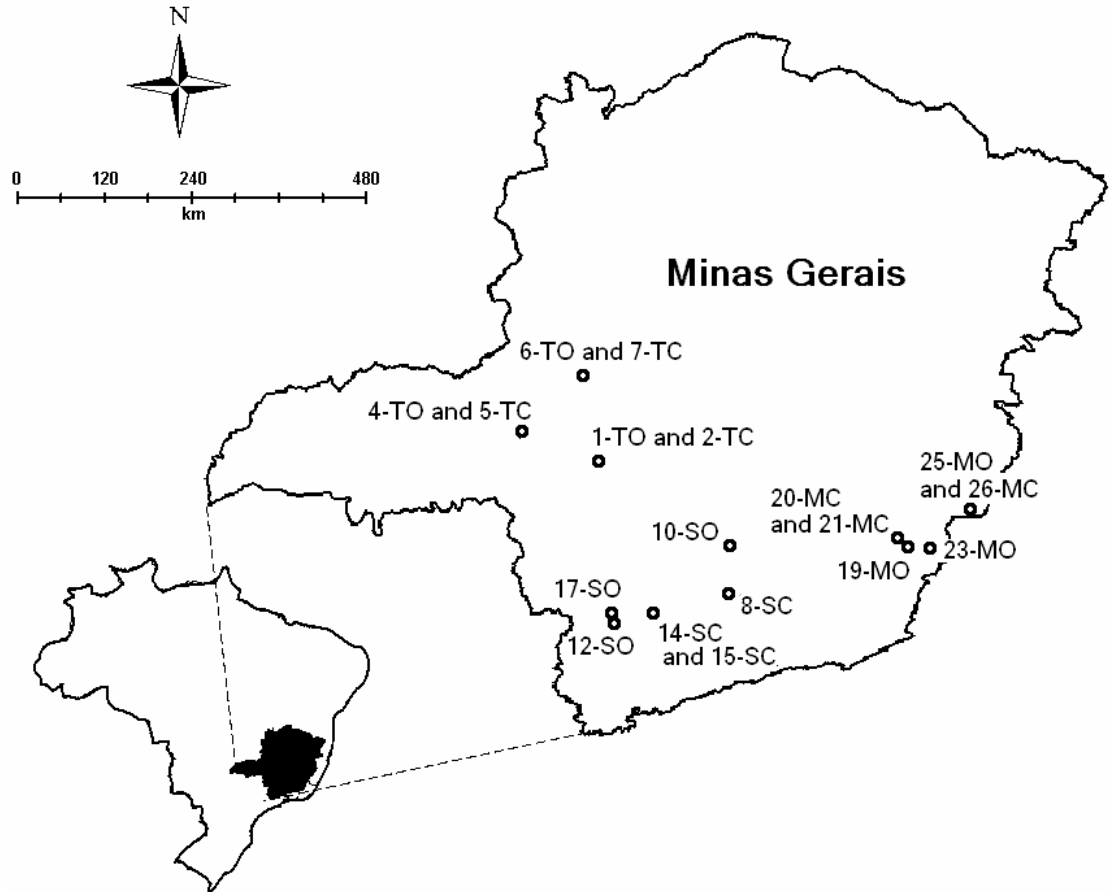 N
0 120 240 480
km
Minas Gerais
6-TO and 7-TC
4-TO and 5-TC
1-TO and 2-TC
25-MO
and 26-MC
20-MC
and 21-MC
10-SO
19-MO
23-MO
17-SO
8-SC
12-SO
14-SC
and 15-SC